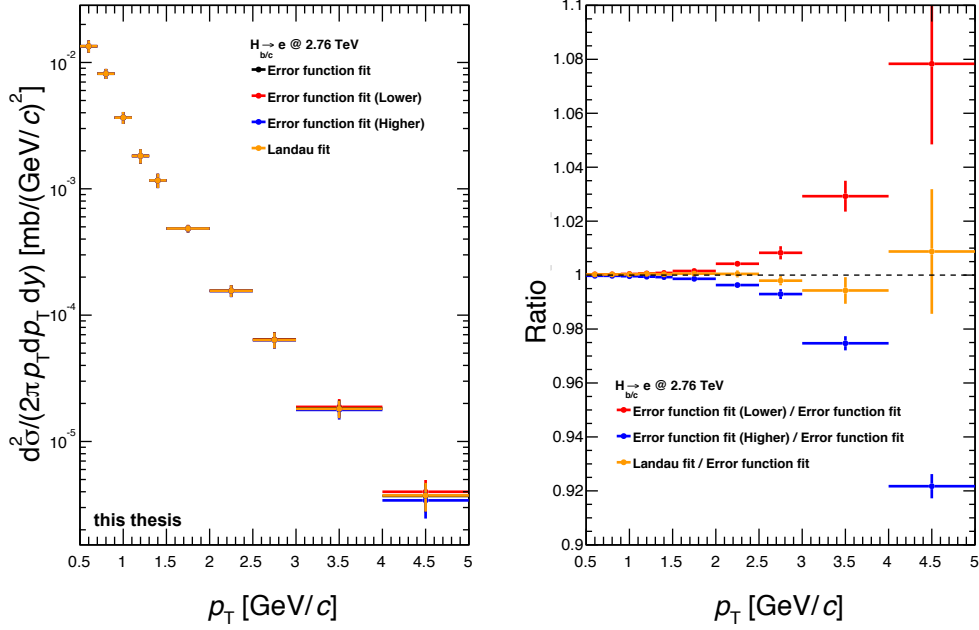 H b/c → e @ 2.76 TeV
Error function fit
Error function fit (Lower)
Error function fit (Higher)
Landau fit
d²σ/(2πp_T dp_T dy) [mb/(GeV/c)²]
10⁻²
10⁻³
10⁻⁴
10⁻⁵
this thesis
0.5 1 1.5 2 2.5 3 3.5 4 4.5 5
p_T [GeV/c]
Ratio
1.1
1.08
1.06
1.04
1.02
1
0.98
0.96
0.94
0.92
0.9
H b/c → e @ 2.76 TeV
Error function fit (Lower) / Error function fit
Error function fit (Higher) / Error function fit
Landau fit / Error function fit
0.5 1 1.5 2 2.5 3 3.5 4 4.5 5
p_T [GeV/c]